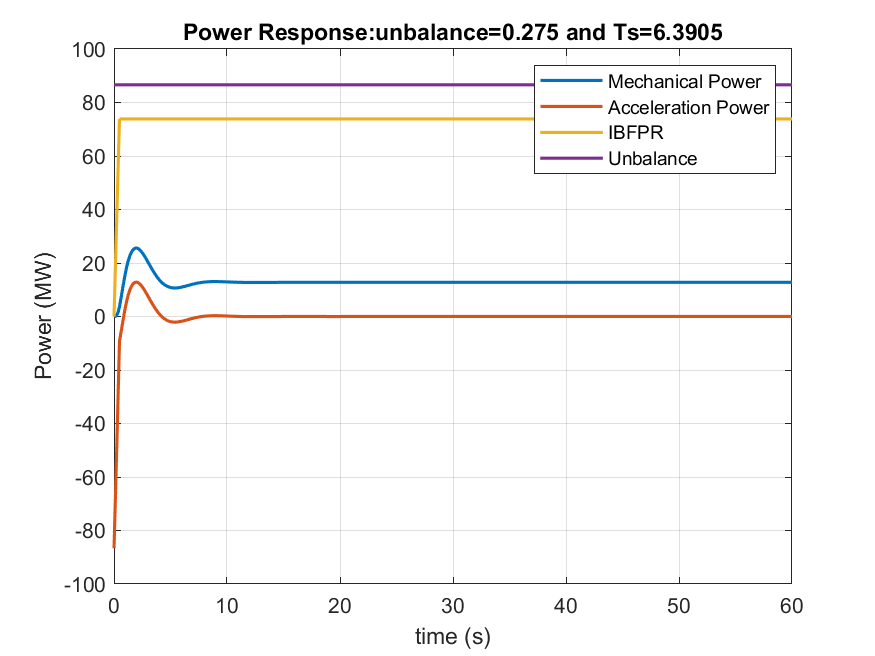 Power Response:unbalance=0.275 and Ts=6.3905
100
80
60
40
20
0
-20
-40
-60
-80
-100
Power (MW)
Mechanical Power
Acceleration Power
IBFPR
Unbalance
0 10 20 30 40 50 60
time (s)